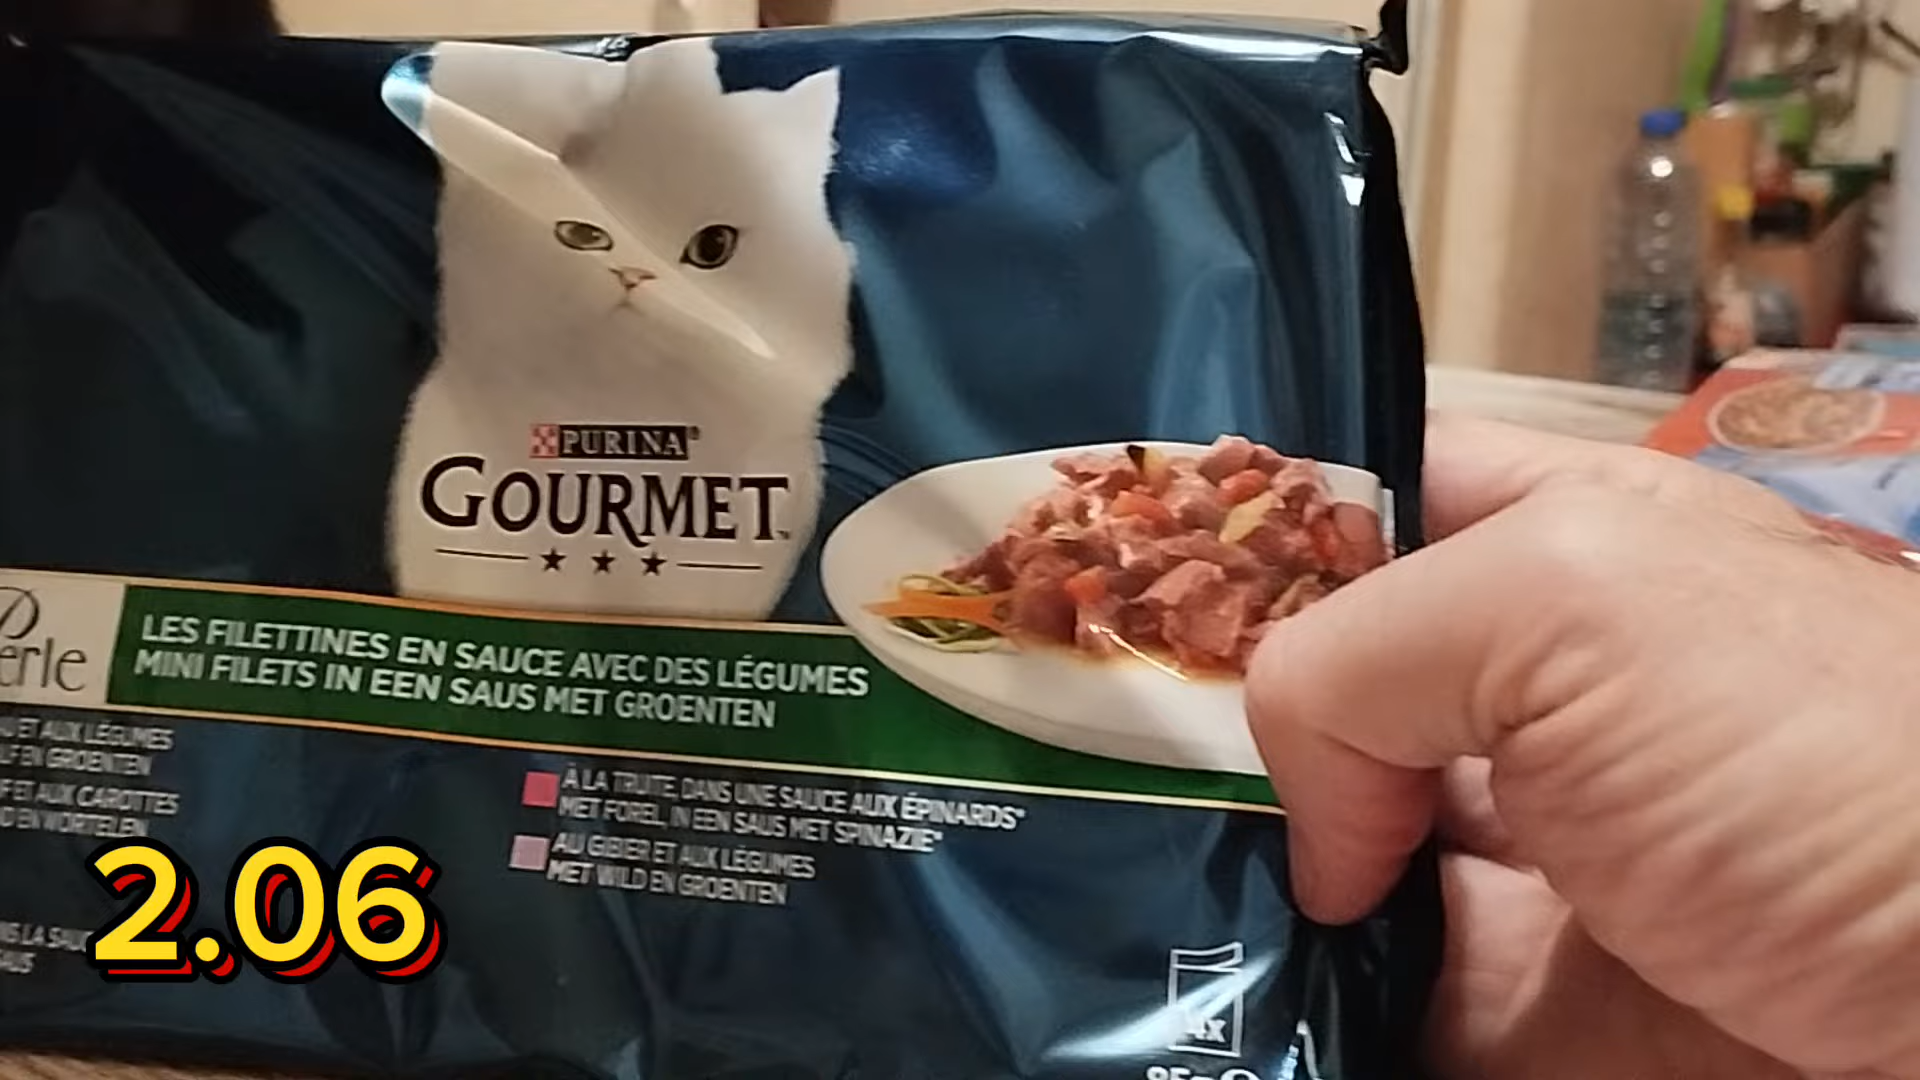 PURINA
GOURMET
Perle
LES FILETTINES EN SAUCE AVEC DES LÉGUMES
MINI FILETS IN EEN SAUS MET GROENTEN
ET AUX LÉGUMES
EN GROENTEN
ET AUX CAROTTES
EN WORTELEN
À LA TRUITE, DANS UNE SAUCE AUX ÉPINARDS*
MET FOREL, IN EEN SAUS MET SPINAZIE*
AU GIBIER ET AUX LÉGUMES
MET WILD EN GROENTEN
LA
2.06
4x